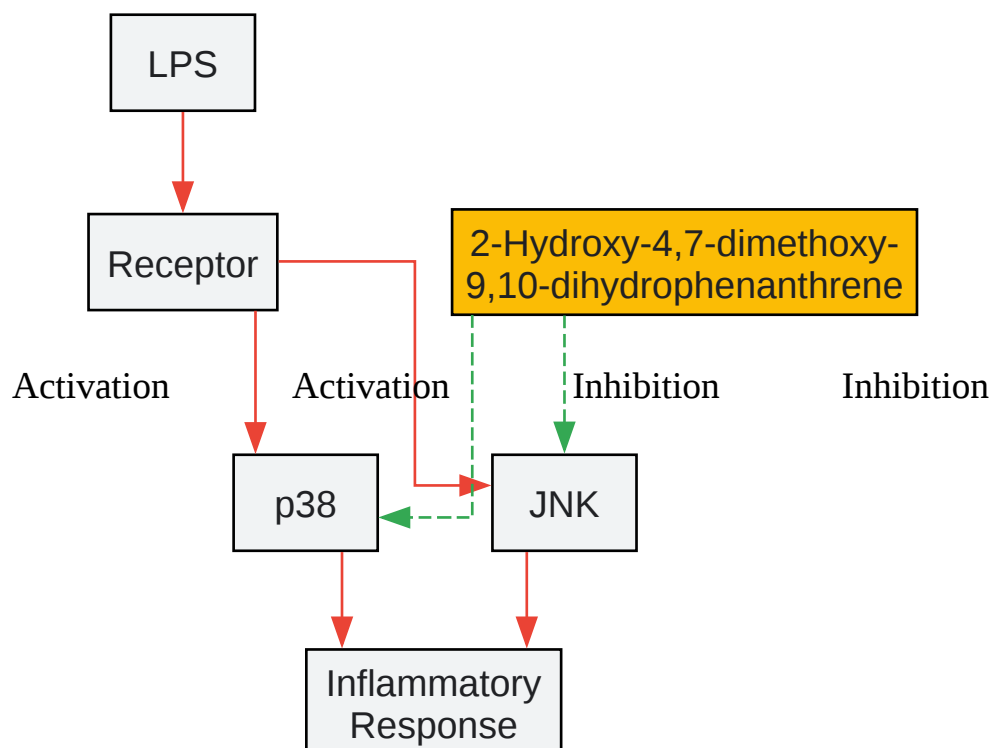 LPS
Receptor
2-Hydroxy-4,7-dimethoxy-
9,10-dihydrophenanthrene
Activation
Activation
Inhibition
Inhibition
p38
JNK
Inflammatory
Response